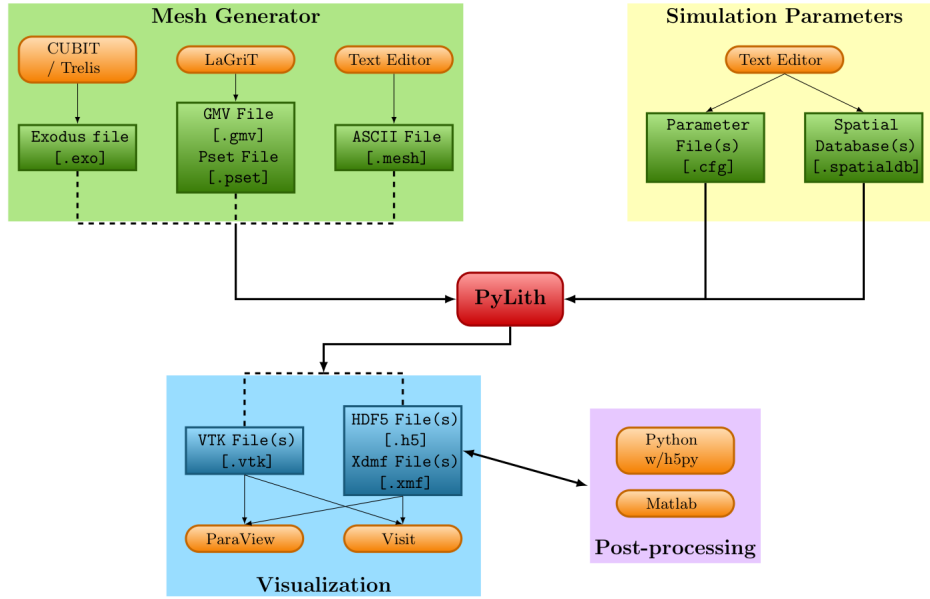 Mesh Generator
CUBIT
/ Trelis
LaGriT
Text Editor
Exodus file
[.exo]
GMV File
[.gmv]
Pset File
[.pset]
ASCII File
[.mesh]
Simulation Parameters
Text Editor
Parameter
File(s)
[.cfg]
Spatial
Database(s)
[.spatialdb]
PyLith
VTK File(s)
[.vtk]
HDF5 File(s)
[.h5]
Xdmf File(s)
[.xmf]
ParaView
Visit
Visualization
Python
w/h5py
Matlab
Post-processing